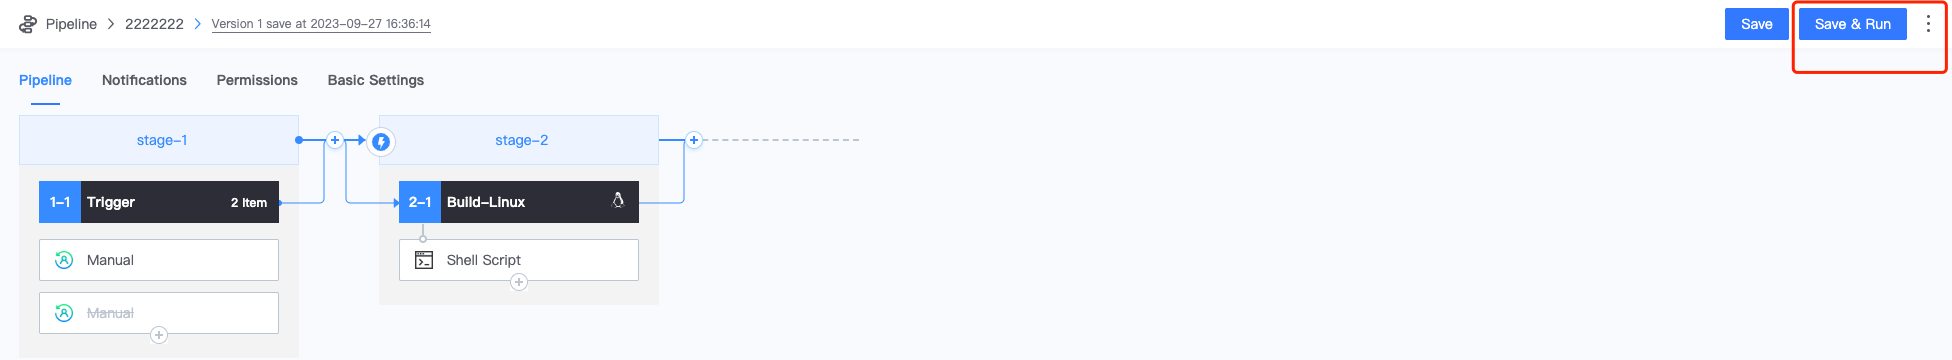 Pipeline > 2222222 > Version 1 save at 2023-09-27 16:36:14
Save
Save & Run
Pipeline
Notifications
Permissions
Basic Settings
stage-1
stage-2
1-1
Trigger
2 Item
2-1
Build-Linux
Manual
Shell Script
Manual